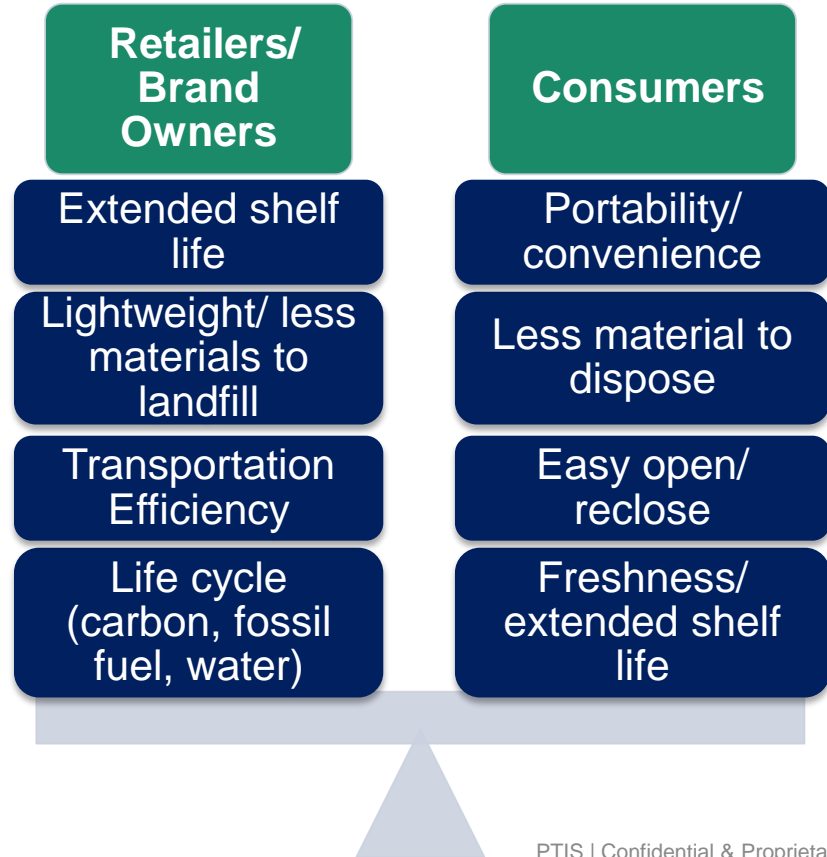 Retailers/
Brand
Owners
Extended shelf
life
Lightweight/ less
materials to
landfill
Transportation
Efficiency
Life cycle
(carbon, fossil
fuel, water)
Consumers
Portability/
convenience
Less material to
dispose
Easy open/
reclose
Freshness/
extended shelf
life
PTIS | Confidential & Proprieta